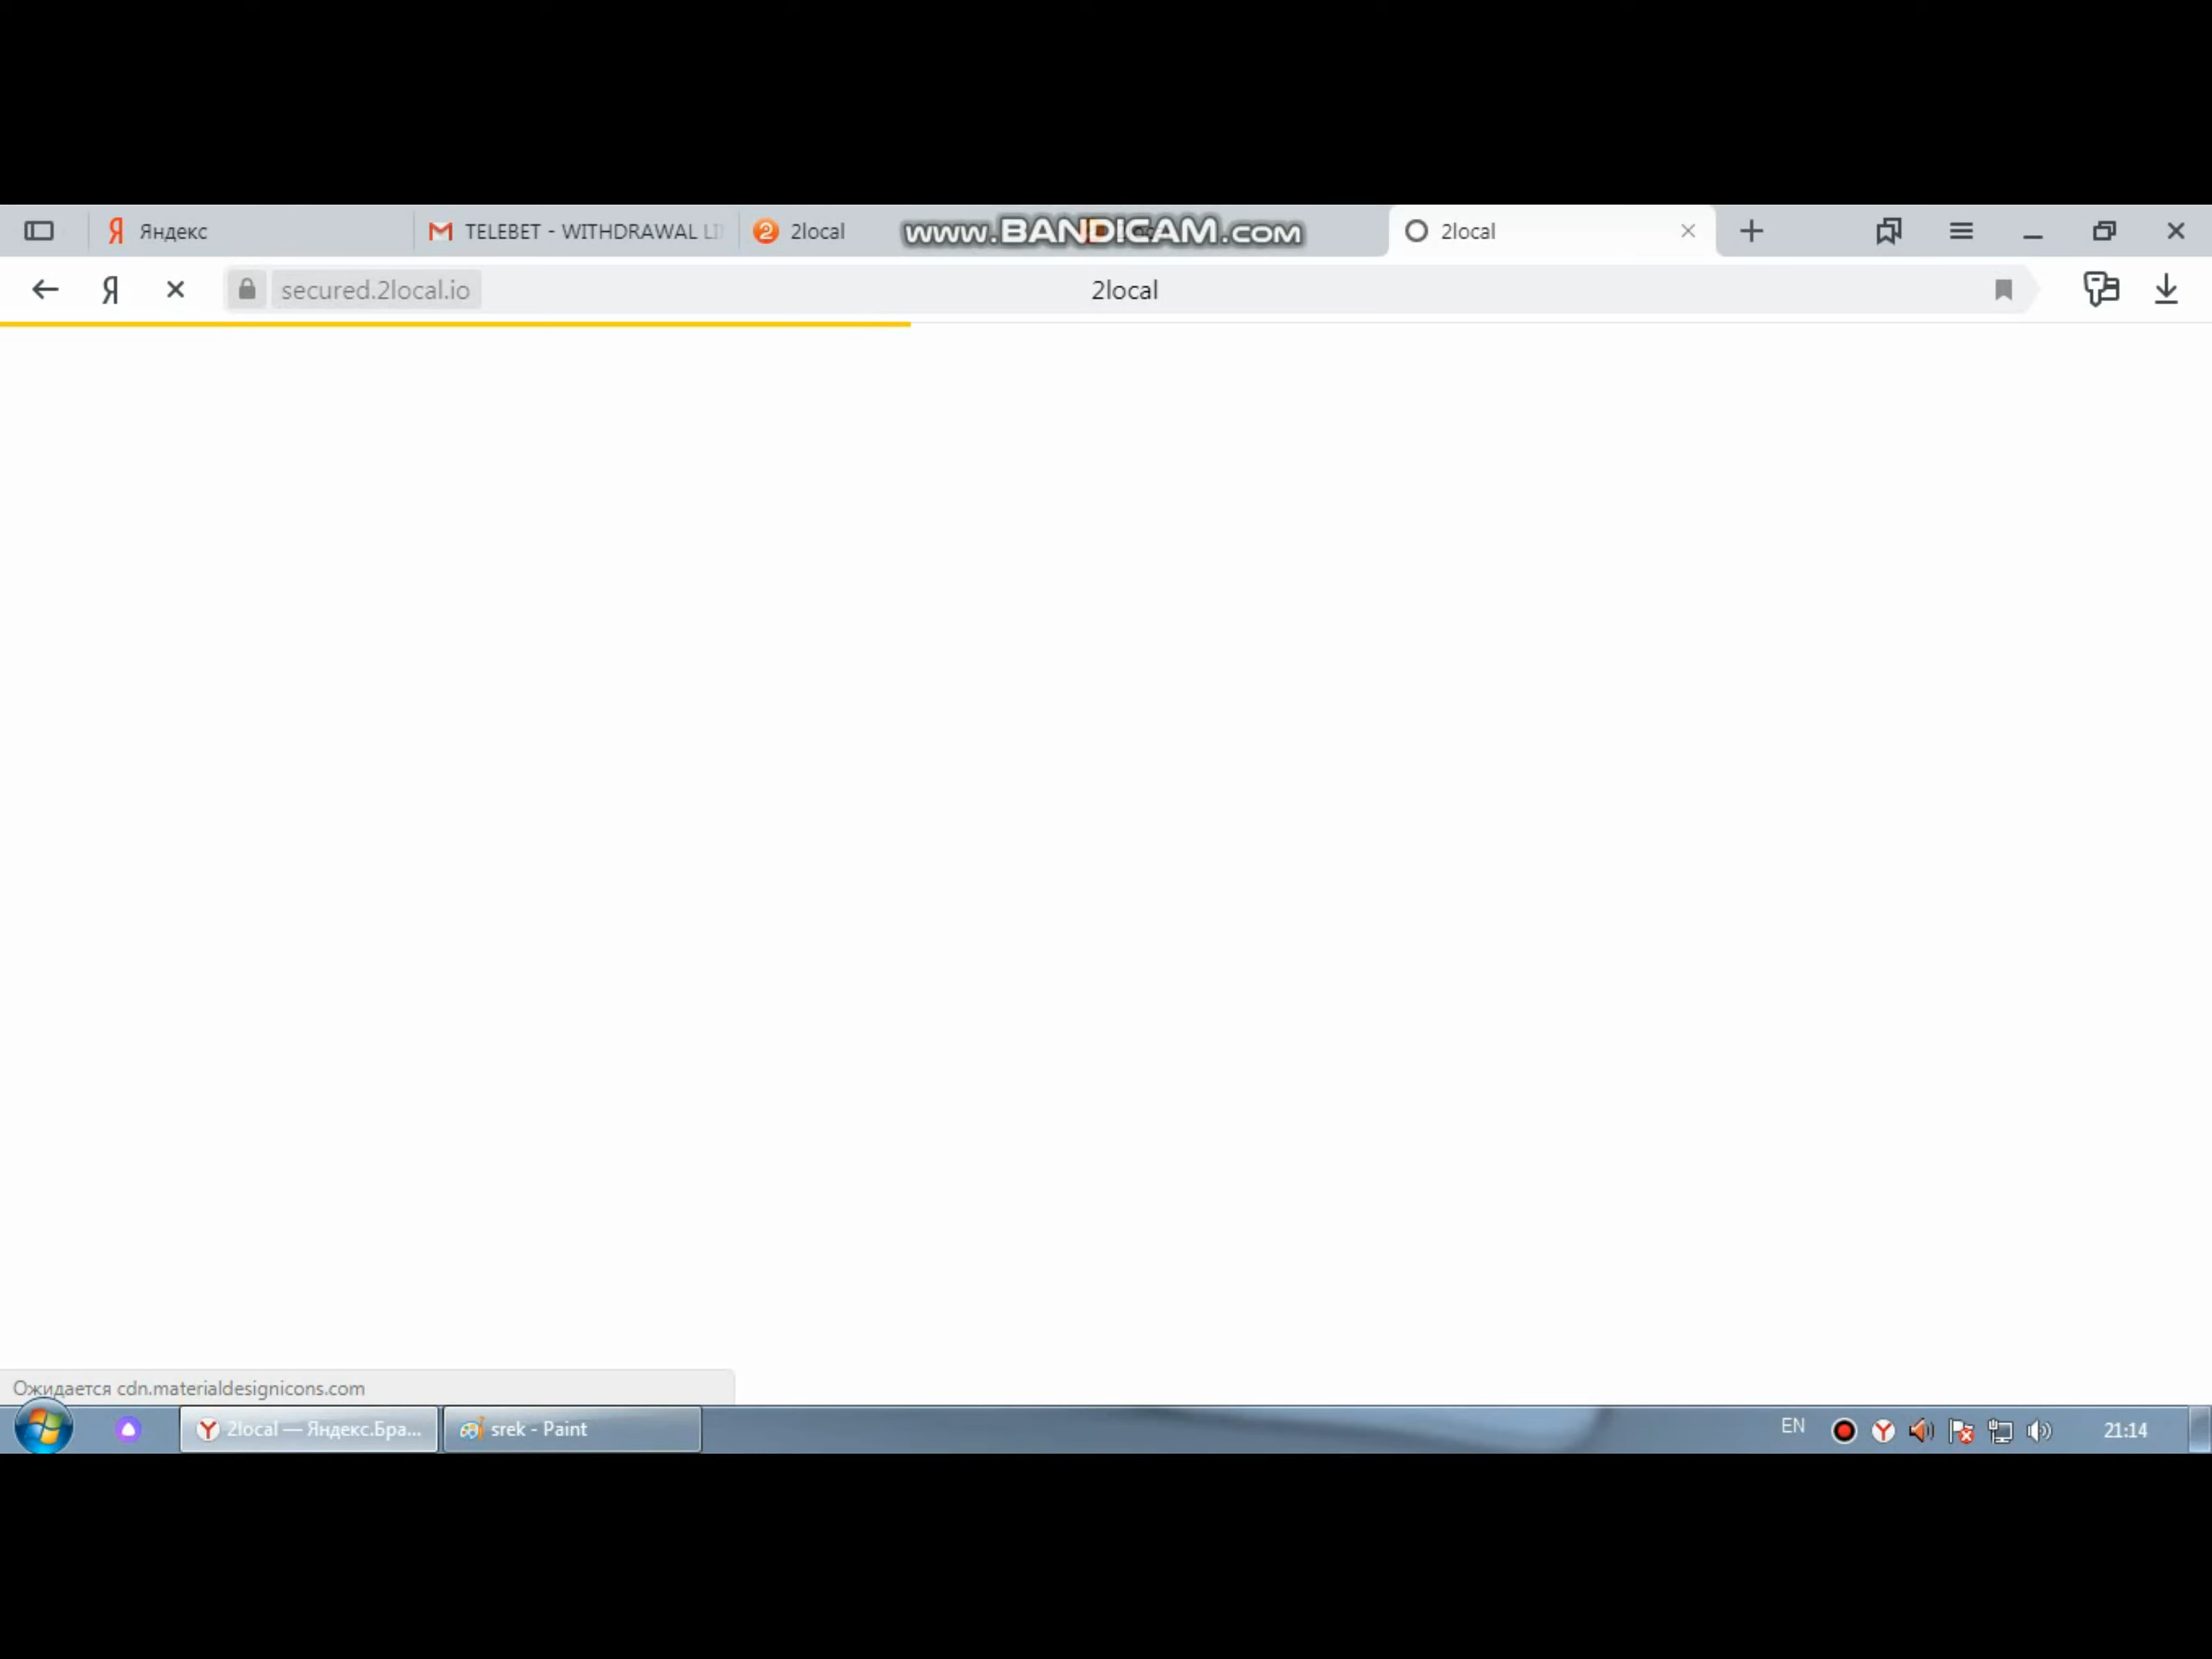 Яндекс
TELEBET - WITHDRAWAL
2local
www.BANDICAM.com
2local
secured.2local.io
2local
Ожидается cdn.materialdesignicons.com
2local — Яндекс.Бра...
srek - Paint
EN
21:14